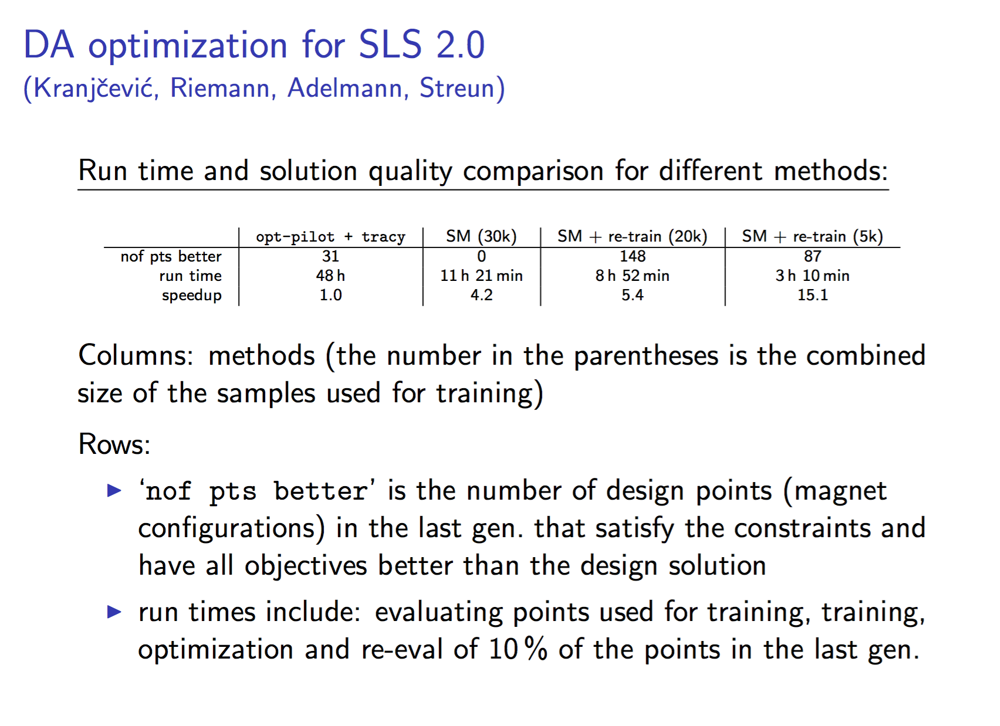 DA optimization for SLS 2.0
(Kranjčević, Riemann, Adelmann, Streun)
Run time and solution quality comparison for different methods:
opt-pilot + tracy SM (30k) SM + re-train (20k) SM + re-train (5k)
nof pts better 31 0 148 87
run time 48 h 11 h 21 min 8 h 52 min 3 h 10 min
speedup 1.0 4.2 5.4 15.1
Columns: methods (the number in the parentheses is the combined
size of the samples used for training)
Rows:
▶ ‘nof pts better’ is the number of design points (magnet
configurations) in the last gen. that satisfy the constraints and
have all objectives better than the design solution
▶ run times include: evaluating points used for training, training,
optimization and re-eval of 10 % of the points in the last gen.